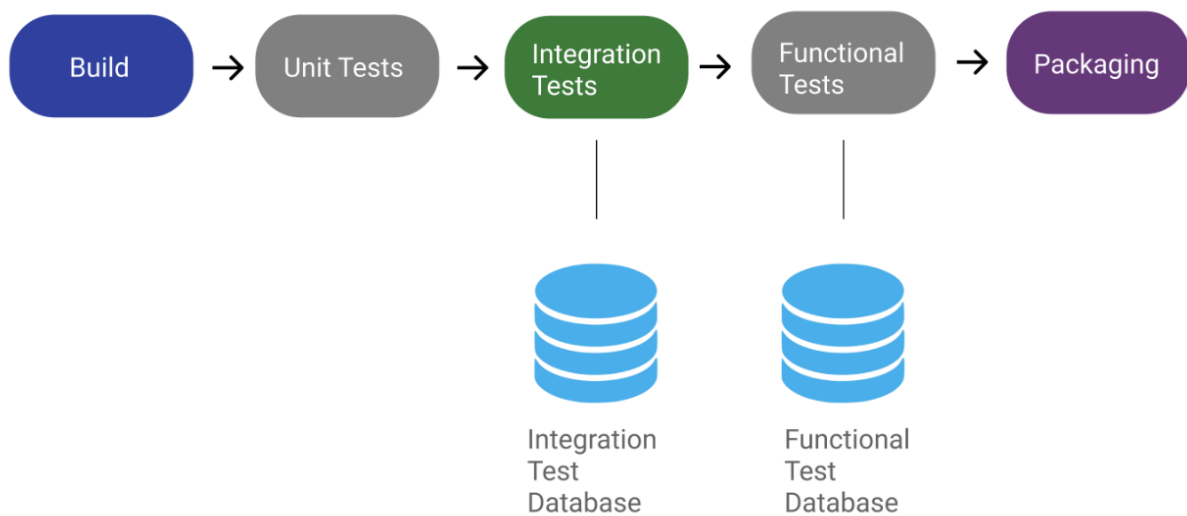 Build
Unit Tests
Integration
Tests
Functional
Tests
Packaging
Integration
Test
Database
Functional
Test
Database